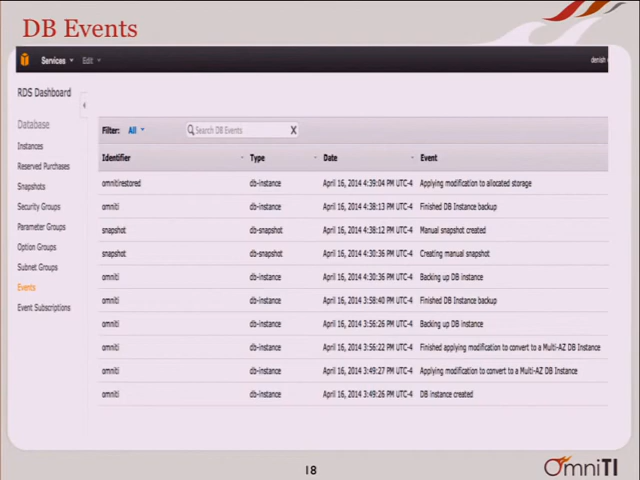 DB Events
Services Edit denish
RDS Dashboard
Database
Instances
Reserved Purchases
Snapshots
Security Groups
Parameter Groups
Option Groups
Subnet Groups
Events
Event Subscriptions
Filter: All Search DB Events X
Identifier Type Date Event
omnitirestored db-instance April 16, 2014 4:39:04 PM UTC-4 Applying modification to allocated storage
omniti db-instance April 16, 2014 4:38:13 PM UTC-4 Finished DB Instance backup
snapshot db-snapshot April 16, 2014 4:38:12 PM UTC-4 Manual snapshot created
snapshot db-snapshot April 16, 2014 4:30:36 PM UTC-4 Creating manual snapshot
omniti db-instance April 16, 2014 4:30:36 PM UTC-4 Backing up DB instance
omniti db-instance April 16, 2014 3:58:40 PM UTC-4 Finished DB Instance backup
omniti db-instance April 16, 2014 3:56:26 PM UTC-4 Backing up DB instance
omniti db-instance April 16, 2014 3:56:22 PM UTC-4 Finished applying modification to convert to a Multi-AZ DB Instance
omniti db-instance April 16, 2014 3:49:27 PM UTC-4 Applying modification to convert to a Multi-AZ DB Instance
omniti db-instance April 16, 2014 3:49:26 PM UTC-4 DB instance created
18
OmniTI